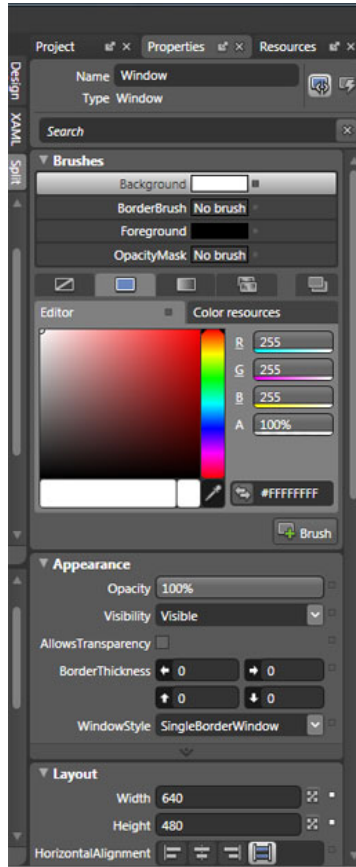 Project Properties Resources
Design
XAML
Split
Name Window
Type Window
Search
Brushes
Background
BorderBrush No brush
Foreground
OpacityMask No brush
Editor Color resources
R 255
G 255
B 255
A 100%
#FFFFFFFF
Brush
Appearance
Opacity 100%
Visibility Visible
AllowsTransparency
BorderThickness 0 0
0 0
WindowStyle SingleBorderWindow
Layout
Width 640
Height 480
HorizontalAlignment